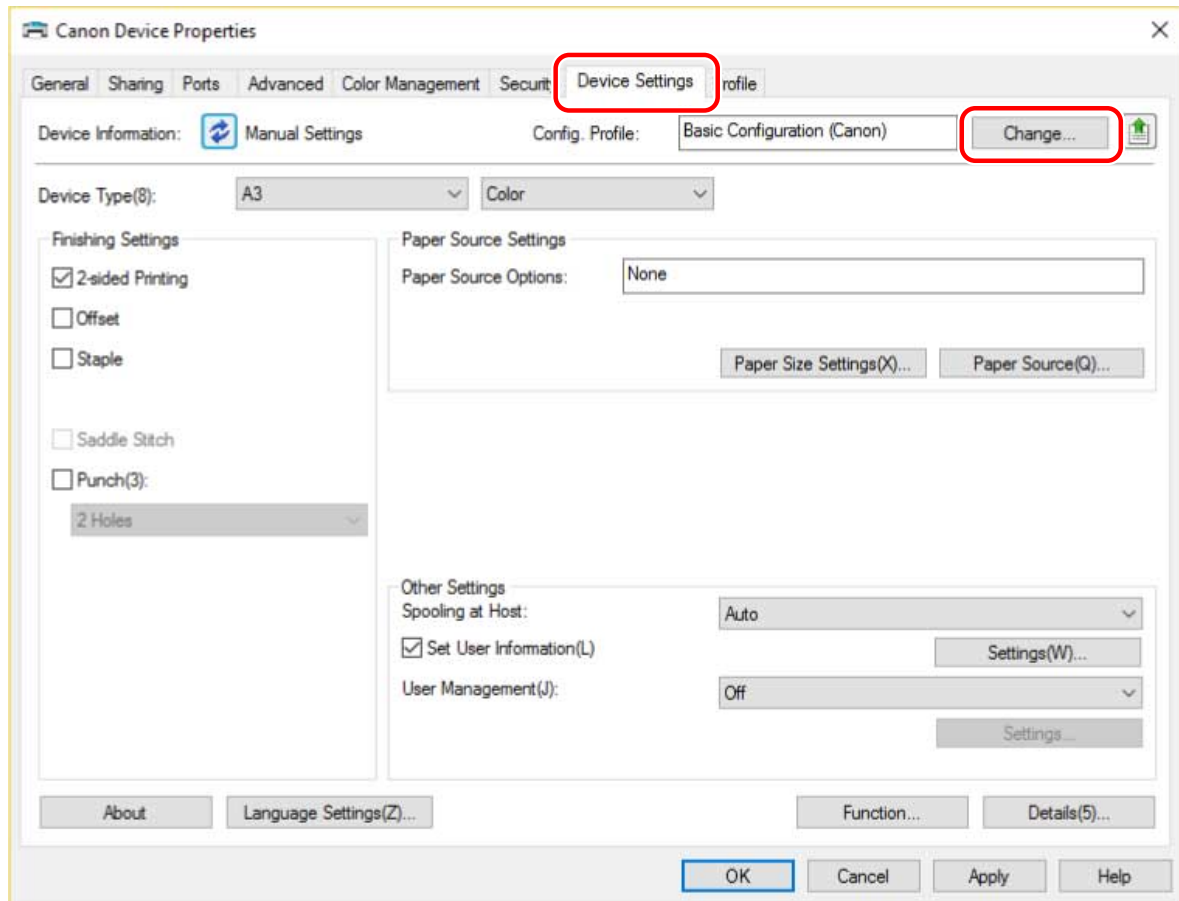 Canon Device Properties
General Sharing Ports Advanced Color Management Securit Device Settings rofile
Device Information: Manual Settings Config. Profile: Basic Configuration (Canon) Change...
Device Type(8): A3 Color
Finishing Settings
2-sided Printing
Offset
Staple
Saddle Stitch
Punch(3):
2 Holes
Paper Source Settings
Paper Source Options: None
Paper Size Settings(X)... Paper Source(Q)...
Other Settings
Spooling at Host: Auto
Set User Information(L) Settings(W)...
User Management(J): Off
Settings...
About Language Settings(Z)... Function... Details(5)...
OK Cancel Apply Help